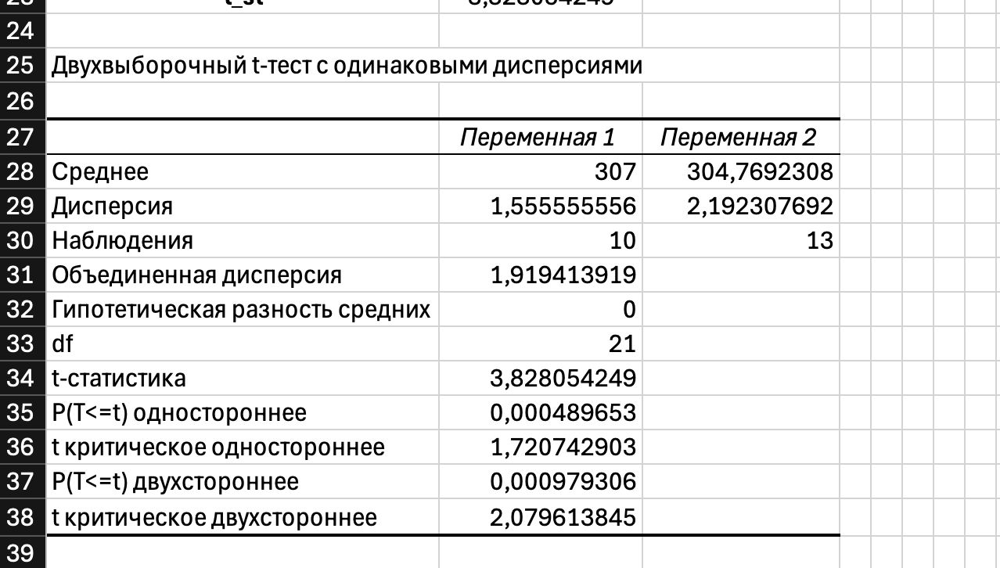 24
25 Двухвыборочный t-тест с одинаковыми дисперсиями
26
27 Переменная 1 Переменная 2
28 Среднее 307 304,7692308
29 Дисперсия 1,555555556 2,192307692
30 Наблюдения 10 13
31 Объединенная дисперсия 1,919413919
32 Гипотетическая разность средних 0
33 df 21
34 t-статистика 3,828054249
35 P(T<=t) одностороннее 0,000489653
36 t критическое одностороннее 1,720742903
37 P(T<=t) двухстороннее 0,000979306
38 t критическое двухстороннее 2,079613845
39